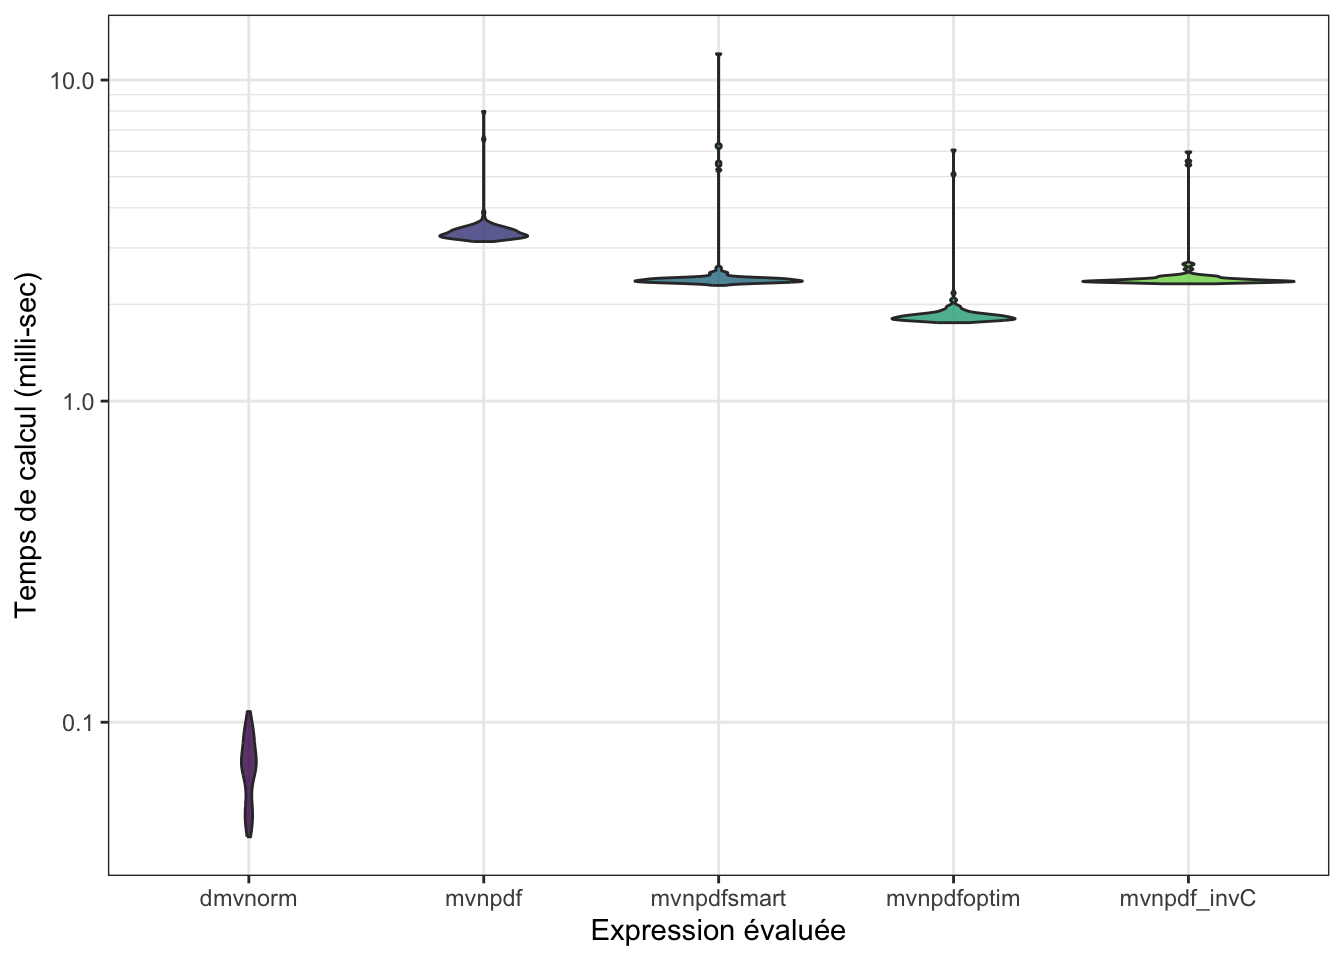 Temps de calcul (milli-sec)
10.0
1.0
0.1
dmvnorm
mvnpdf
mvnpdfsmart
mvnpdfoptim
mvnpdf_invC
Expression évaluée